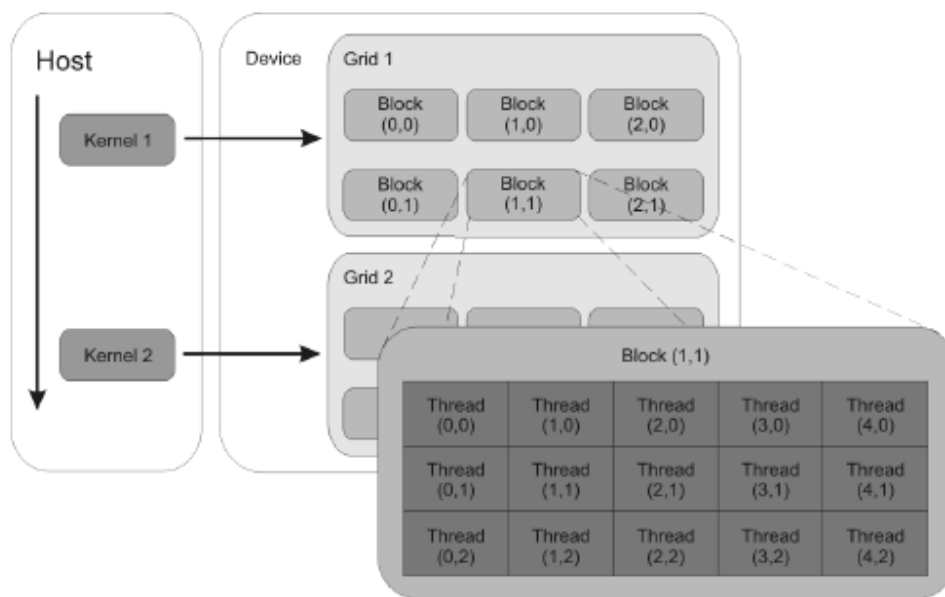 Host
Kernel 1
Kernel 2
Device
Grid 1
Block
(0,0)
Block
(1,0)
Block
(2,0)
Block
(0,1)
Block
(1,1)
Block
(2,1)
Grid 2
Block (1,1)
Thread
(0,0)
Thread
(1,0)
Thread
(2,0)
Thread
(3,0)
Thread
(4,0)
Thread
(0,1)
Thread
(1,1)
Thread
(2,1)
Thread
(3,1)
Thread
(4,1)
Thread
(0,2)
Thread
(1,2)
Thread
(2,2)
Thread
(3,2)
Thread
(4,2)